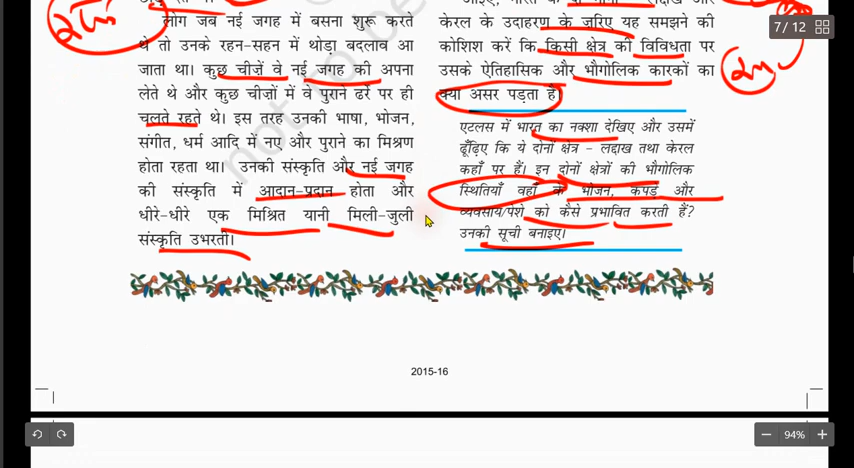 लोग जब नई जगह में बसना शुरू करते
थे तो उनके रहन-सहन में थोड़ा बदलाव आ
जाता था। कुछ चीज़ें वे नई जगह की अपना
लेते थे और कुछ चीज़ों में वे पुराने ढर्रे पर ही
चलते रहते थे। इस तरह उनकी भाषा, भोजन,
संगीत, धर्म आदि में नए और पुराने का मिश्रण
होता रहता था। उनकी संस्कृति और नई जगह
की संस्कृति में आदान-प्रदान होता और
धीरे-धीरे एक मिश्रित यानी मिली-जुली
संस्कृति उभरती।
केरल के उदाहरण के ज़रिए यह समझने की
कोशिश करें कि किसी क्षेत्र की विविधता पर
उसके ऐतिहासिक और भौगोलिक कारकों का
क्या असर पड़ता है।
एटलस में भारत का नक्शा देखिए और उसमें
ढूँढ़िए कि ये दोनों क्षेत्र – लद्दाख तथा केरल
कहाँ पर हैं। इन दोनों क्षेत्रों की भौगोलिक
स्थितियाँ वहाँ के भोजन, कपड़े और
व्यवसाय/पेशे को कैसे प्रभावित करती हैं?
उनकी सूची बनाइए।
2015-16
7 / 12
94%